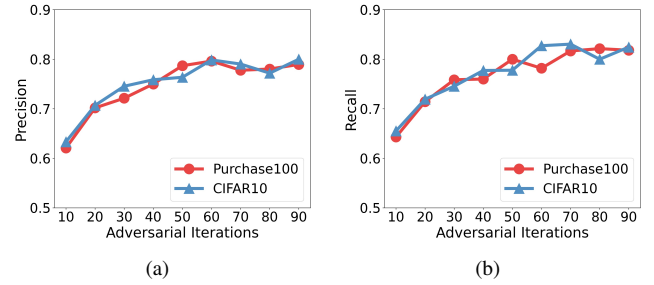 0.9
0.8
0.7
0.6
0.5
Precision
10 20 30 40 50 60 70 80 90
Adversarial Iterations
Purchase100
CIFAR10
(a)
0.9
0.8
0.7
0.6
0.5
Recall
10 20 30 40 50 60 70 80 90
Adversarial Iterations
Purchase100
CIFAR10
(b)